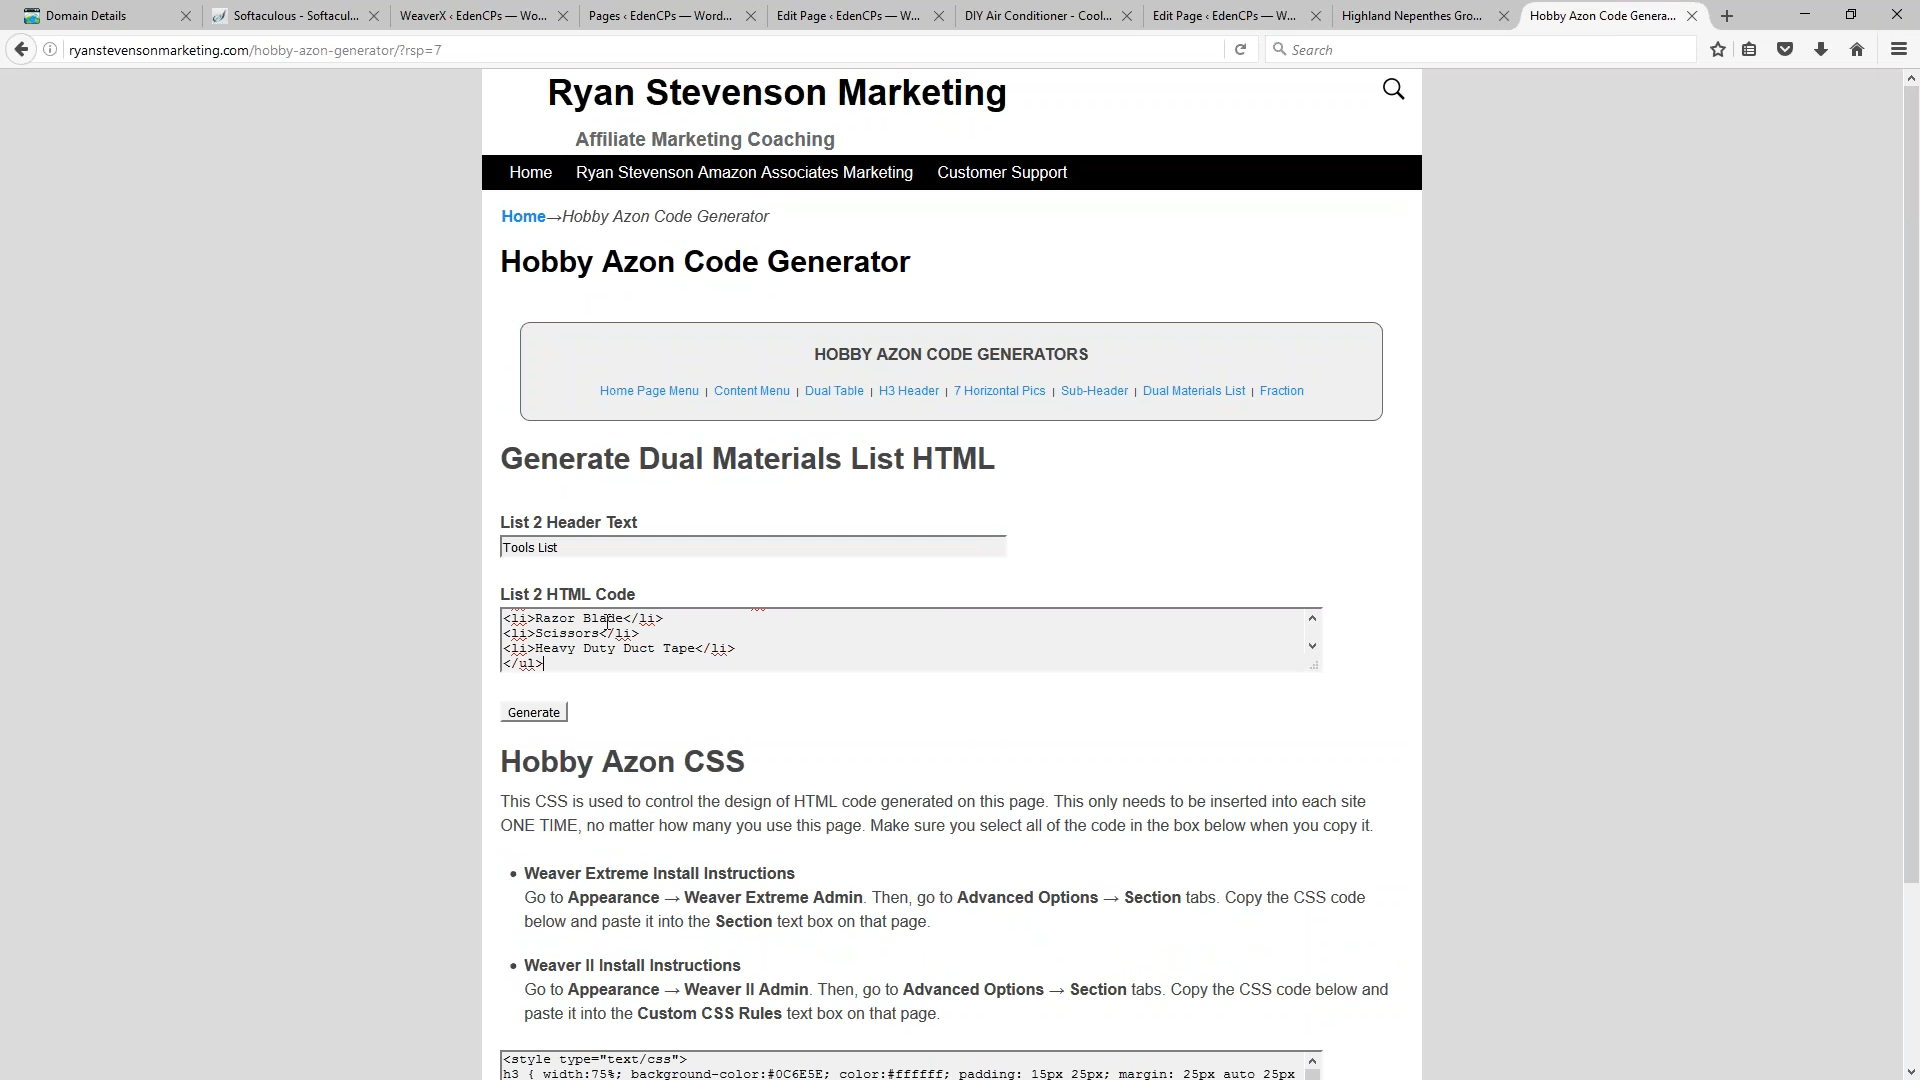 Domain Details
Softaculous - Softacul...
WeaverX ‹ EdenCPs — Wo...
Pages ‹ EdenCPs — Word...
Edit Page ‹ EdenCPs — W...
DIY Air Conditioner - Cool...
Edit Page ‹ EdenCPs — W...
Highland Nepenthes Gro...
Hobby Azon Code Genera...
ryanstevensonmarketing.com/hobby-azon-generator/?rsp=7
Search
Ryan Stevenson Marketing
Affiliate Marketing Coaching
Home Ryan Stevenson Amazon Associates Marketing Customer Support
Home→Hobby Azon Code Generator
Hobby Azon Code Generator
HOBBY AZON CODE GENERATORS
Home Page Menu | Content Menu | Dual Table | H3 Header | 7 Horizontal Pics | Sub-Header | Dual Materials List | Fraction
Generate Dual Materials List HTML
List 2 Header Text
Tools List
List 2 HTML Code
<li>Razor Blade</li>
<li>Scissors</li>
<li>Heavy Duty Duct Tape</li>
</ul>
Generate
Hobby Azon CSS
This CSS is used to control the design of HTML code generated on this page. This only needs to be inserted into each site
ONE TIME, no matter how many you use this page. Make sure you select all of the code in the box below when you copy it.
• Weaver Extreme Install Instructions
Go to Appearance → Weaver Extreme Admin. Then, go to Advanced Options → Section tabs. Copy the CSS code
below and paste it into the Section text box on that page.
• Weaver II Install Instructions
Go to Appearance → Weaver II Admin. Then, go to Advanced Options → Section tabs. Copy the CSS code below and
paste it into the Custom CSS Rules text box on that page.
<style type="text/css">
h3 { width:75%; background-color:#0C6E5E; color:#ffffff; padding: 15px 25px; margin: 25px auto 25px